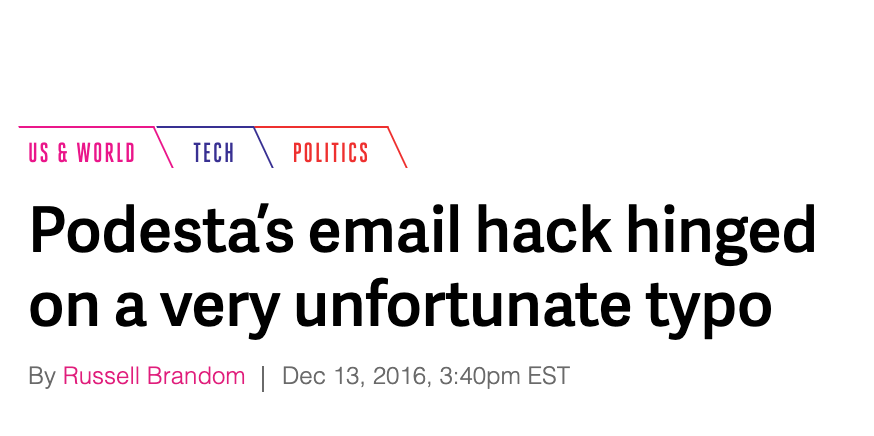 US & WORLD TECH POLITICS
Podesta’s email hack hinged
on a very unfortunate typo
By Russell Brandom | Dec 13, 2016, 3:40pm EST